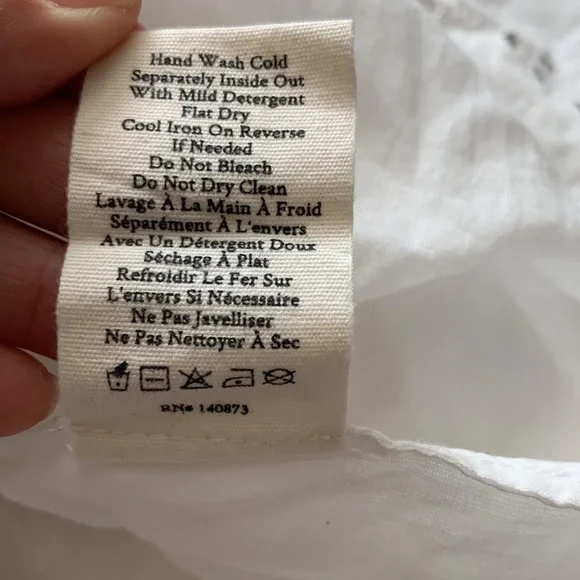 Hand Wash Cold
Separately Inside Out
With Mild Detergent
Flat Dry
Cool Iron On Reverse
If Needed
Do Not Bleach
Do Not Dry Clean
Lavage À La Main À Froid
Séparément À L'envers
Avec Un Détergent Doux
Séchage À Plat
Refroidir Le Fer Sur
L'envers Si Nécessaire
Ne Pas Javelliser
Ne Pas Nettoyer À Sec
RN# 140873